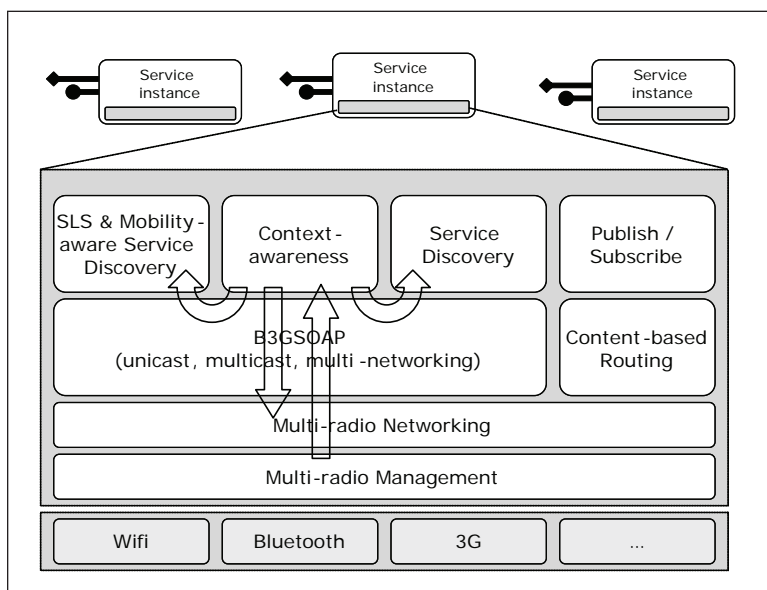 Service
instance
Service
instance
Service
instance
SLS & Mobility-
aware Service
Discovery
Context-
awareness
Service
Discovery
Publish /
Subscribe
B3GSOAP
(unicast, multicast, multi-networking)
Content-based
Routing
Multi-radio Networking
Multi-radio Management
Wifi
Bluetooth
3G
...